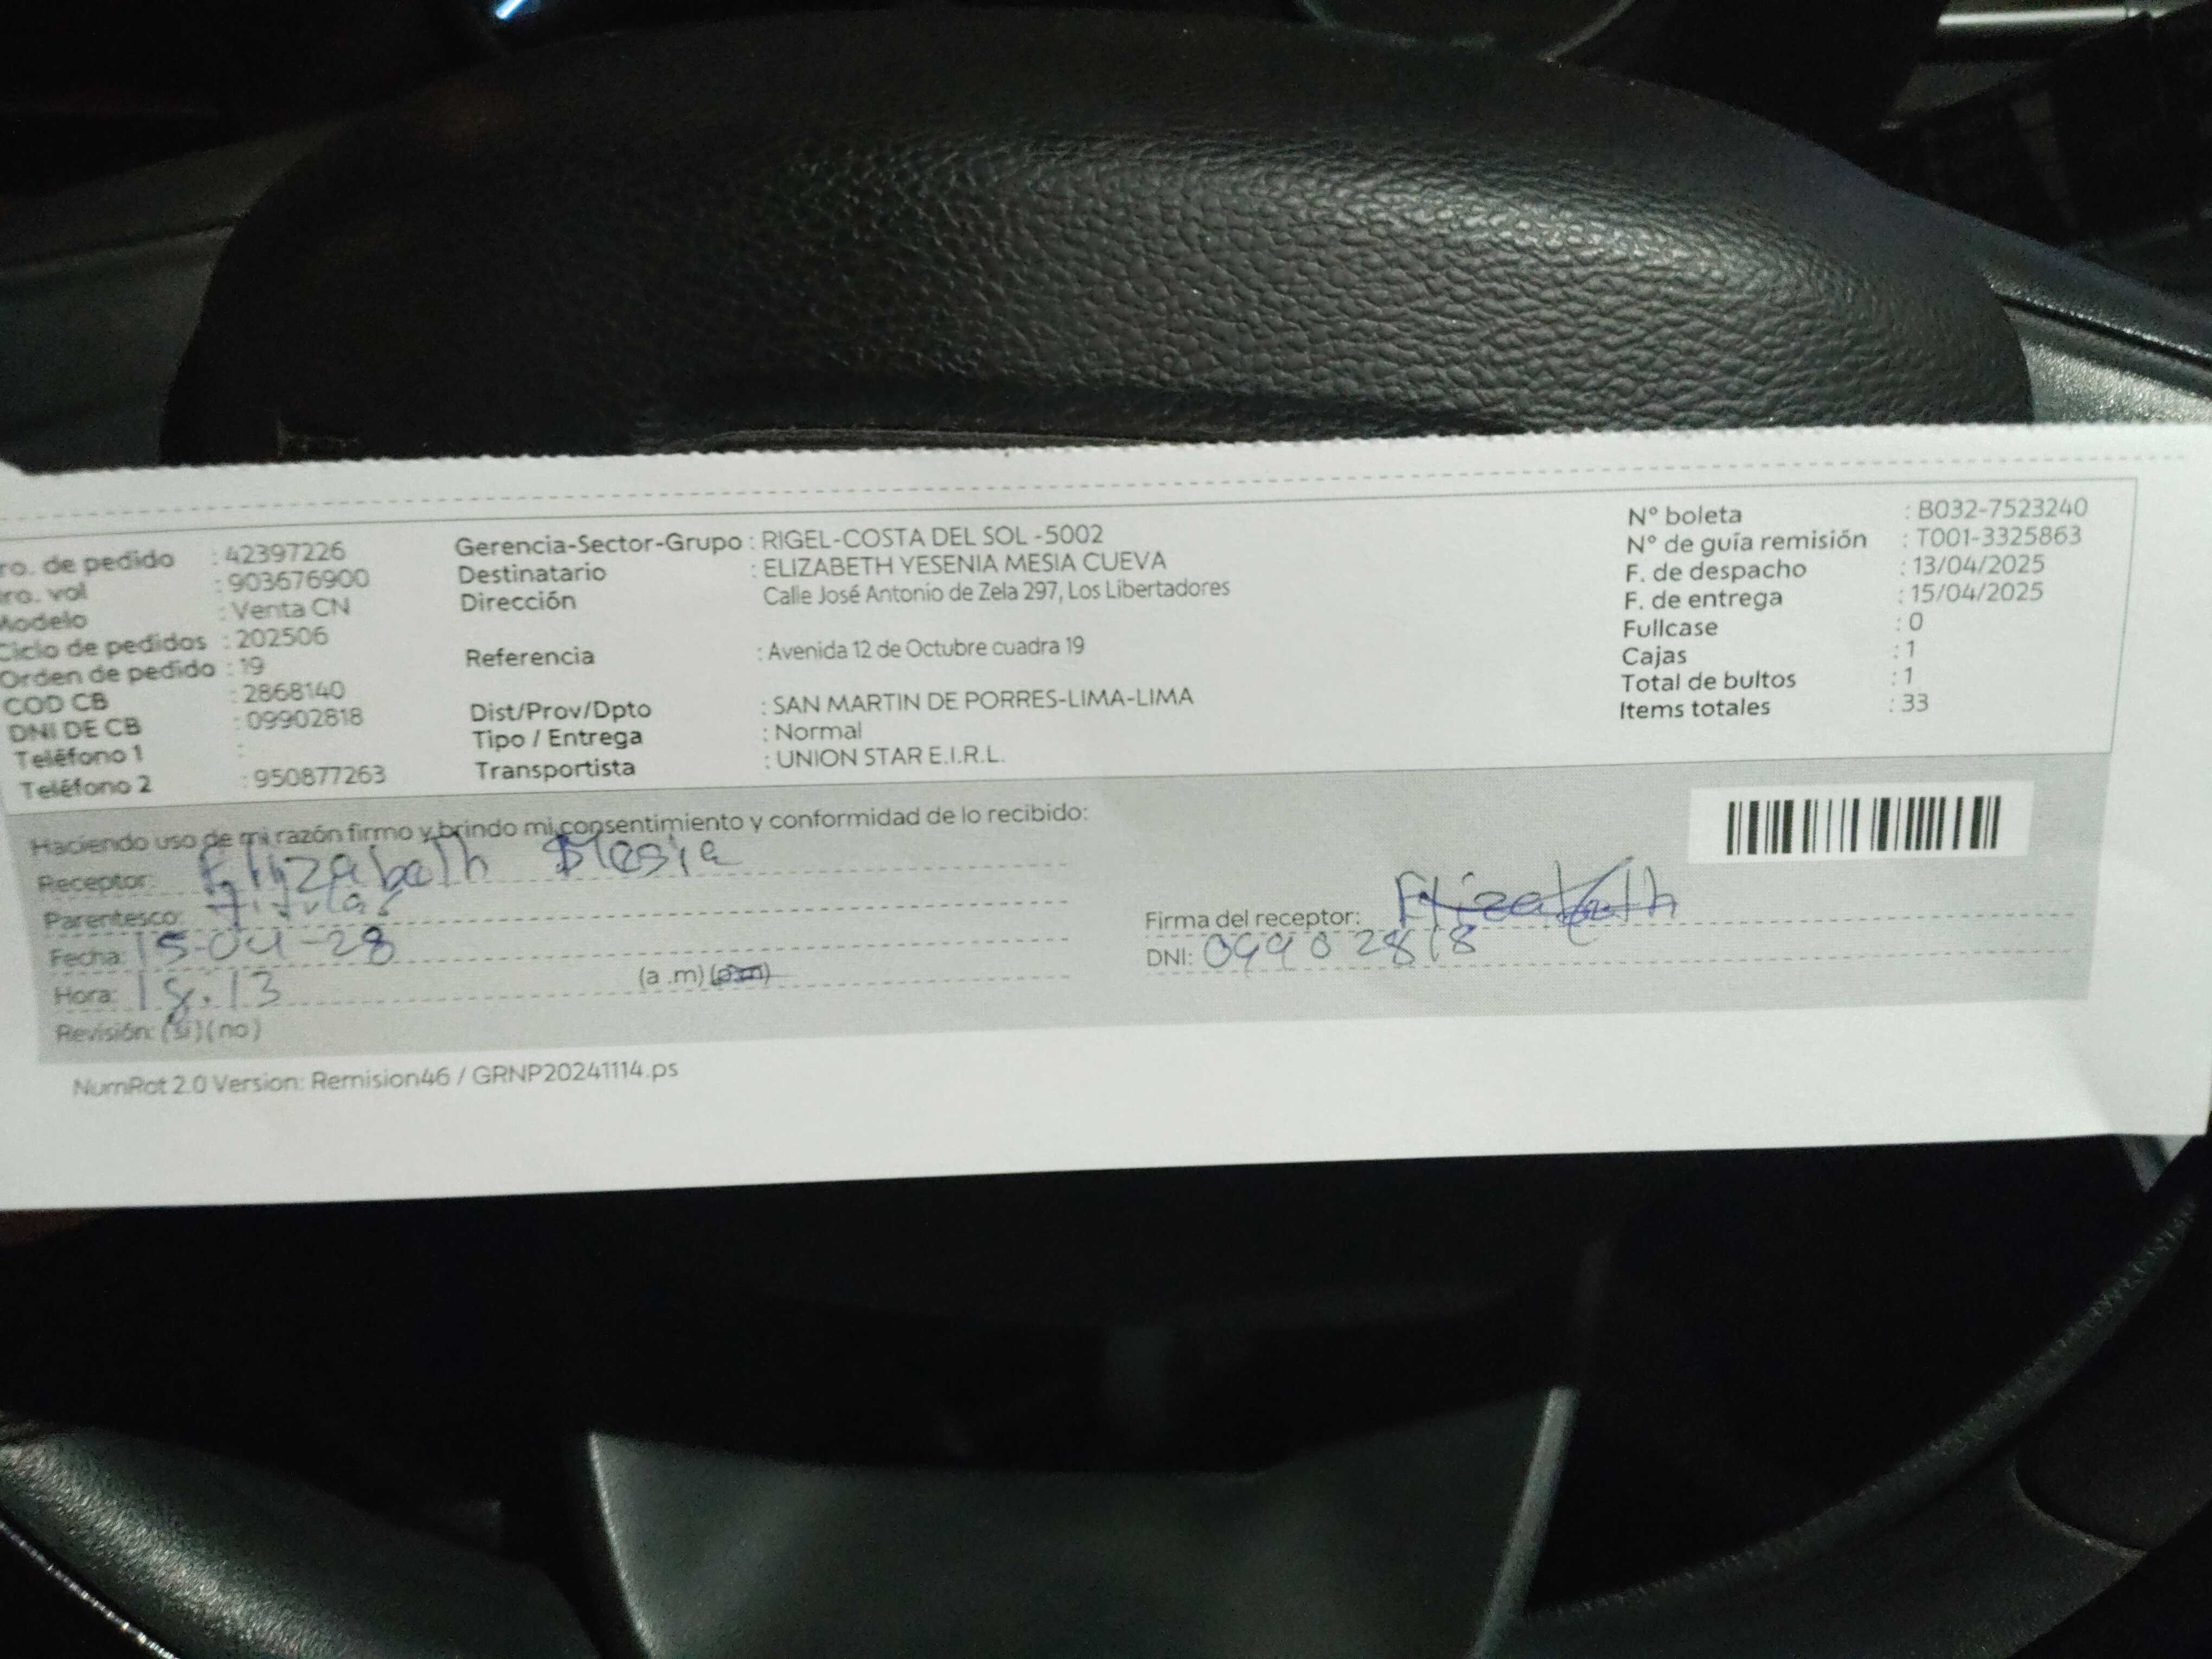 ro. de pedido : 42397226
ro. vol : 903676900
Modelo : Venta CN
Ciclo de pedidos : 202506
Orden de pedido : 19
COD CB : 2868140
DNI DE CB : 09902818
Teléfono 1 :
Teléfono 2 : 950877263
Gerencia-Sector-Grupo : RIGEL-COSTA DEL SOL -5002
Destinatario : ELIZABETH YESENIA MESIA CUEVA
Dirección Calle José Antonio de Zela 297, Los Libertadores
Referencia : Avenida 12 de Octubre cuadra 19
Dist/Prov/Dpto : SAN MARTIN DE PORRES-LIMA-LIMA
Tipo / Entrega : Normal
Transportista : UNION STAR E.I.R.L.
N° boleta : B032-7523240
N° de guía remisión : T001-3325863
F. de despacho : 13/04/2025
F. de entrega : 15/04/2025
Fullcase : 0
Cajas : 1
Total de bultos : 1
Items totales : 33
Haciendo uso de mi razón firmo y brindo mi consentimiento y conformidad de lo recibido:
Receptor: Elizabeth Mesia
Parentesco: Titular
Fecha: 15-04-28
Hora: 18.13 (a .m) (p.m)
Revisión: (si) (no)
Firma del receptor: Elizabeth
DNI: 09902818
NumRot 2.0 Version: Remision46 / GRNP20241114.ps